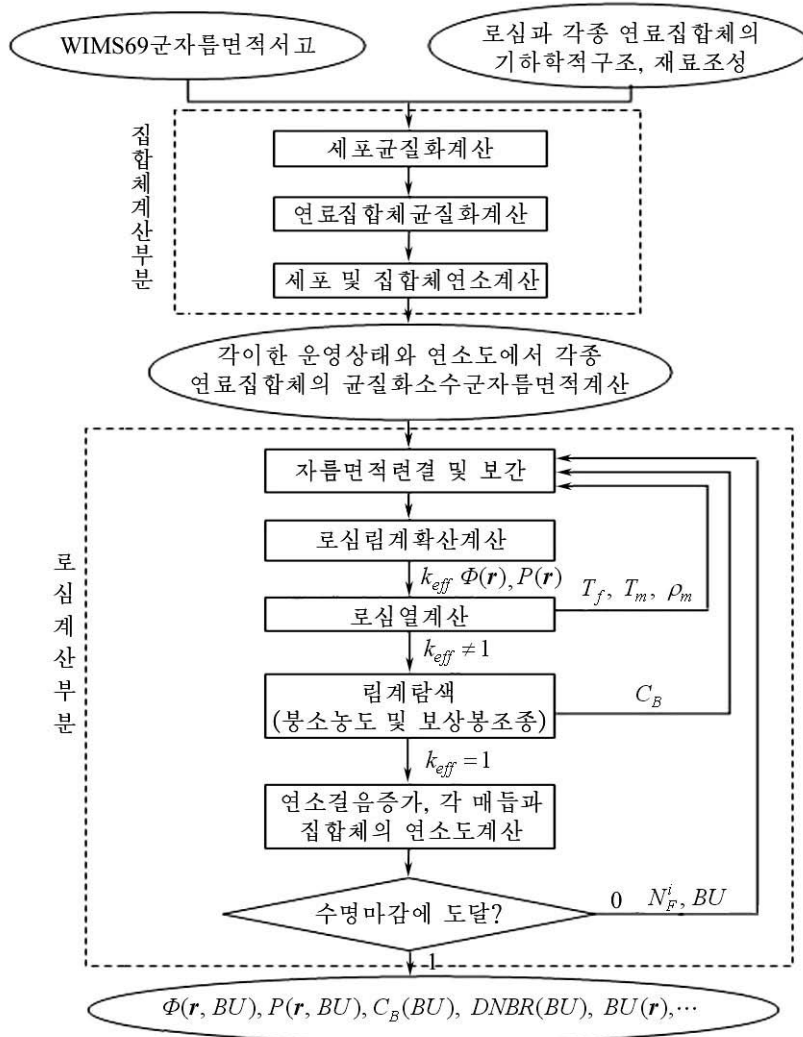 WIMS69군자름면적서고
로심과 각종 연료집합체의
기하학적구조, 재료조성
집합체계산부분
세포균질화계산
연료집합체균질화계산
세포 및 집합체연소계산
각이한 운영상태와 연소도에서 각종
연료집합체의 균질화소수군자름면적계산
로심계산부분
자름면적련결 및 보간
로심림계확산계산
k_eff Φ(r), P(r)
로심열계산
T_f, T_m, ρ_m
k_eff ≠ 1
림계탐색
(붕소농도 및 보상봉조종)
C_B
k_eff = 1
연소걸음증가, 각 매듭과
집합체의 연소도계산
수명마감에 도달?
0 N_F^i, BU
1
Φ(r, BU), P(r, BU), C_B(BU), DNBR(BU), BU(r),⋯